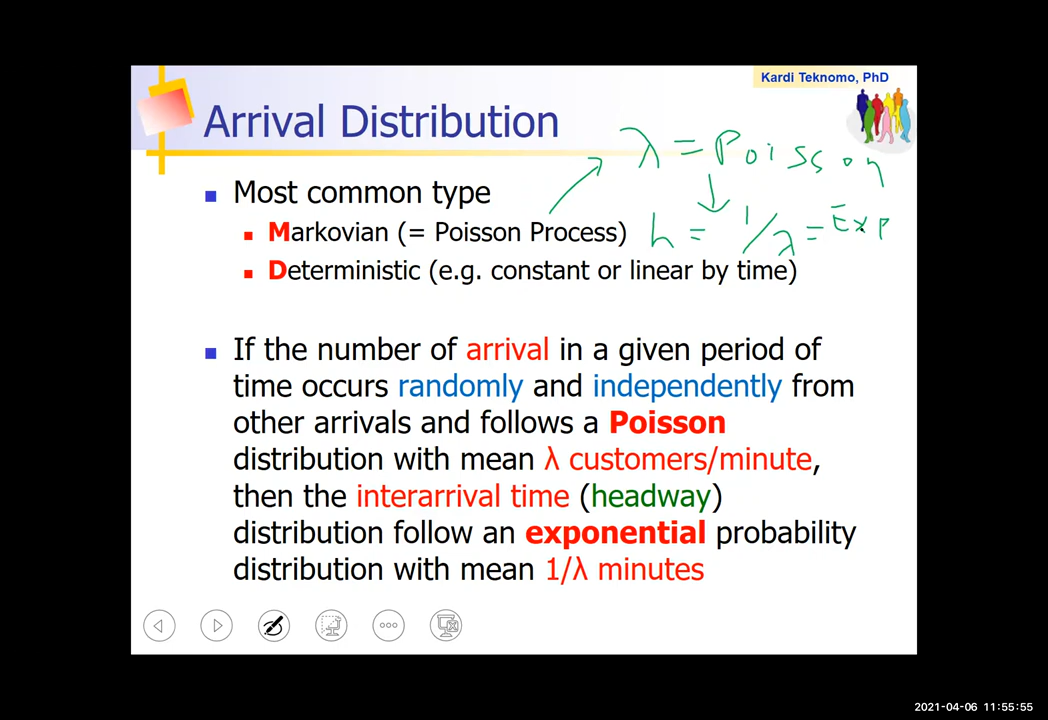 Kardi Teknomo, PhD
Arrival Distribution
λ = Poisson
Most common type
Markovian (= Poisson Process)
h = 1/λ = Exp
Deterministic (e.g. constant or linear by time)
If the number of arrival in a given period of
time occurs randomly and independently from
other arrivals and follows a Poisson
distribution with mean λ customers/minute,
then the interarrival time (headway)
distribution follow an exponential probability
distribution with mean 1/λ minutes
2021-04-06 11:55:55